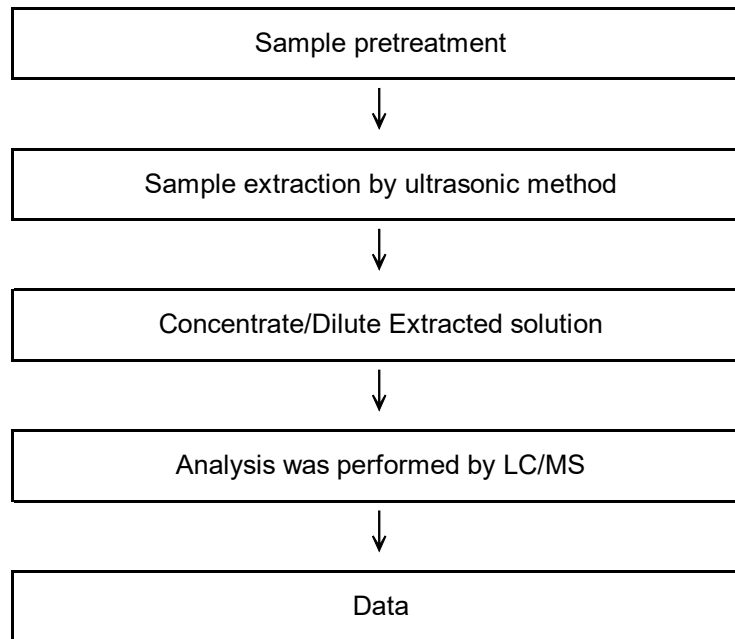 Sample pretreatment
Sample extraction by ultrasonic method
Concentrate/Dilute Extracted solution
Analysis was performed by LC/MS
Data